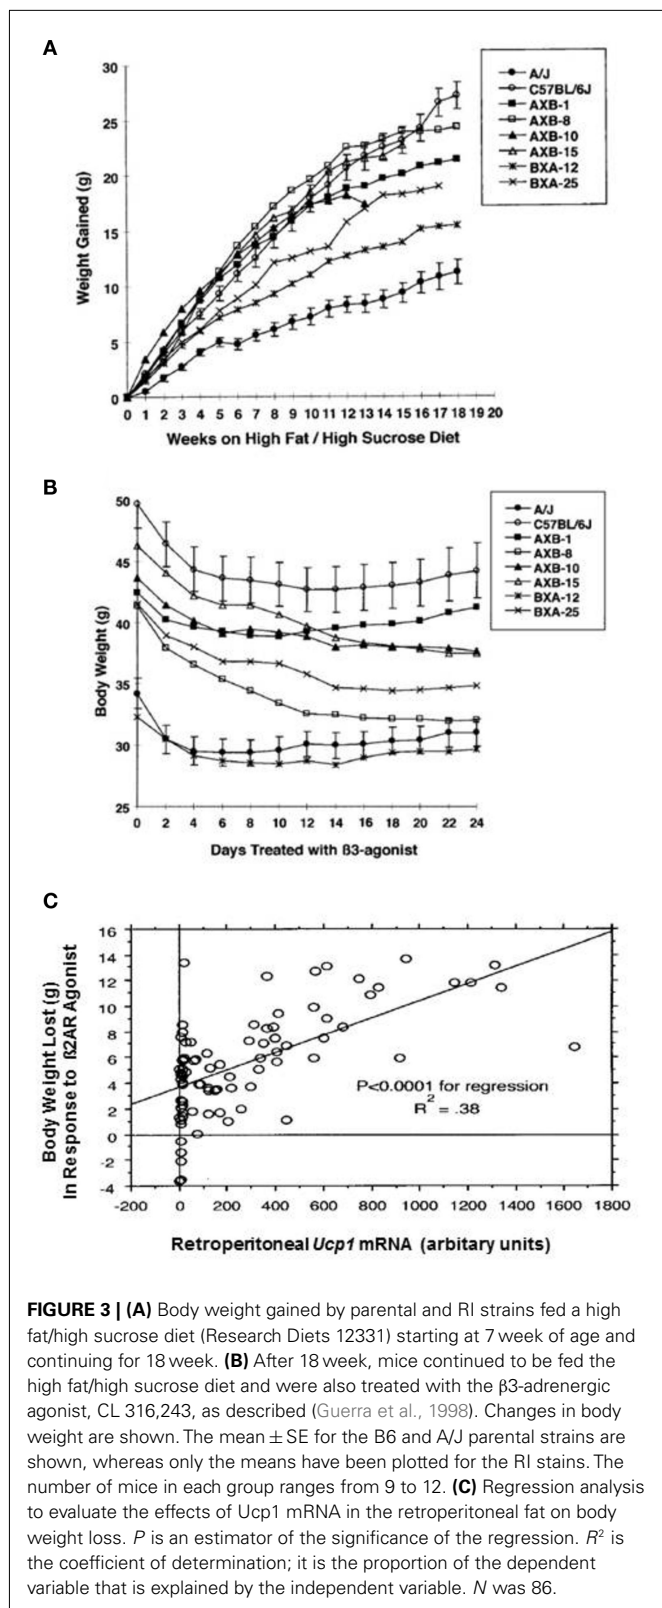 A
30
25
20
15
10
5
0
Weight Gained (g)
0 1 2 3 4 5 6 7 8 9 10 11 12 13 14 15 16 17 18 19 20
Weeks on High Fat / High Sucrose Diet
A/J
C57BL/6J
AXB-1
AXB-8
AXB-10
AXB-15
BXA-12
BXA-25
B
50
45
40
35
30
25
Body Weight (g)
0 2 4 6 8 10 12 14 16 18 20 22 24
Days Treated with ß3-agonist
A/J
C57BL/6J
AXB-1
AXB-8
AXB-10
AXB-15
BXA-12
BXA-25
C
16
14
12
10
8
6
4
2
0
-2
-4
Body Weight Lost (g)
In Response to ß2AR Agonist
P<0.0001 for regression
R² = .38
-200 0 200 400 600 800 1000 1200 1400 1600 1800
Retroperitoneal Ucp1 mRNA (arbitary units)
FIGURE 3 | (A) Body weight gained by parental and RI strains fed a high
fat/high sucrose diet (Research Diets 12331) starting at 7 week of age and
continuing for 18 week. (B) After 18 week, mice continued to be fed the
high fat/high sucrose diet and were also treated with the β3-adrenergic
agonist, CL 316,243, as described (Guerra et al., 1998). Changes in body
weight are shown. The mean ± SE for the B6 and A/J parental strains are
shown, whereas only the means have been plotted for the RI stains. The
number of mice in each group ranges from 9 to 12. (C) Regression analysis
to evaluate the effects of Ucp1 mRNA in the retroperitoneal fat on body
weight loss. P is an estimator of the significance of the regression. R² is
the coefficient of determination; it is the proportion of the dependent
variable that is explained by the independent variable. N was 86.